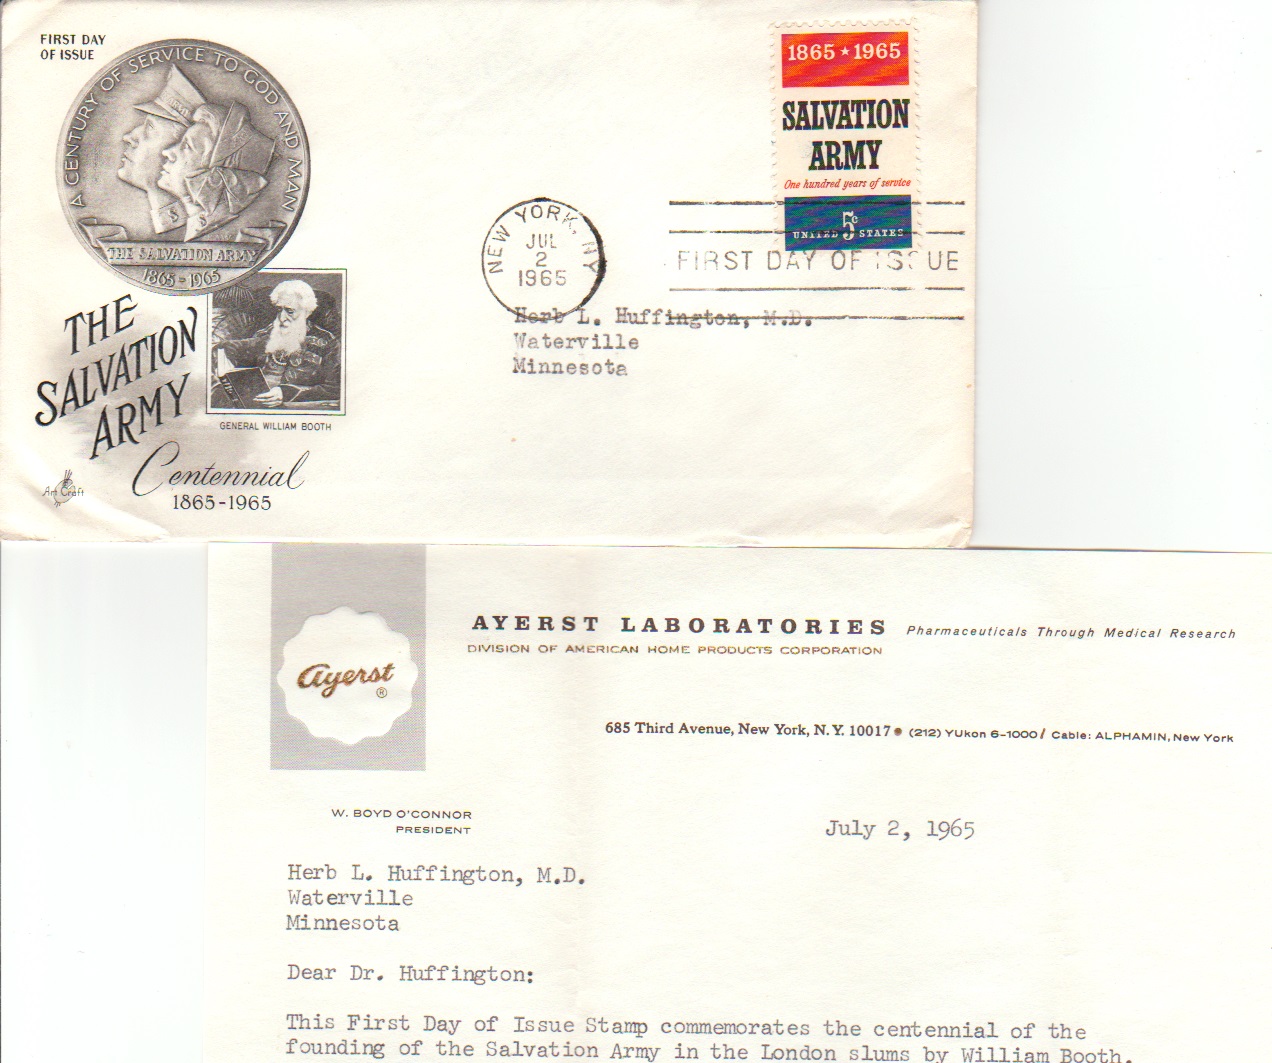 FIRST DAY
OF ISSUE
A CENTURY OF SERVICE TO GOD AND MAN
THE SALVATION ARMY
1865-1965
THE
SALVATION
ARMY
GENERAL WILLIAM BOOTH
Centennial
1865-1965
Art Craft
1865 ★ 1965
SALVATION
ARMY
One hundred years of service
5c
UNITED STATES
NEW YORK, NY
JUL
2
1965
FIRST DAY OF ISSUE
Herb L. Huffington, M.D.
Waterville
Minnesota
Ayerst ®
AYERST LABORATORIES Pharmaceuticals Through Medical Research
DIVISION OF AMERICAN HOME PRODUCTS CORPORATION
685 Third Avenue, New York, N.Y. 10017 • (212) YUkon 6-1000 / Cable: ALPHAMIN, New York
W. BOYD O'CONNOR
PRESIDENT
July 2, 1965
Herb L. Huffington, M.D.
Waterville
Minnesota
Dear Dr. Huffington:
This First Day of Issue Stamp commemorates the centennial of the
founding of the Salvation Army in the London slums by William Booth.